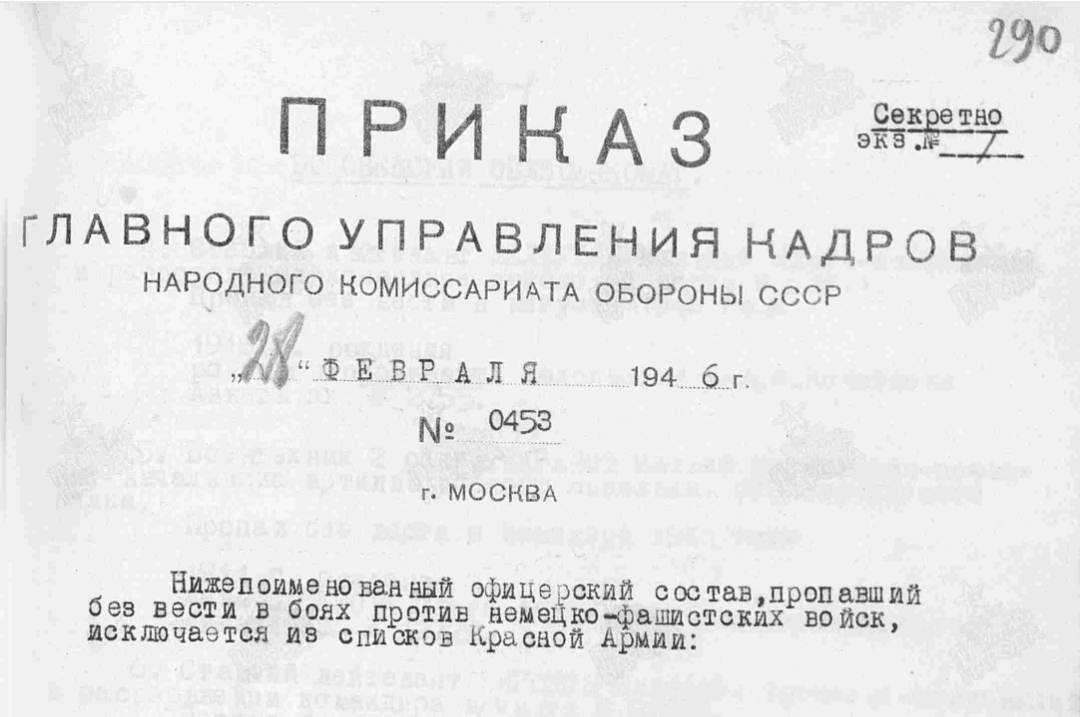 290
Секретно
экз.№ 1
ПРИКАЗ
ГЛАВНОГО УПРАВЛЕНИЯ КАДРОВ
НАРОДНОГО КОМИССАРИАТА ОБОРОНЫ СССР
„28“ ФЕВРАЛЯ 1946 г.
№ 0453
г. МОСКВА
Нижепоименованный офицерский состав,пропавший
без вести в боях против немецко-фашистских войск,
исключается из списков Красной Армии: